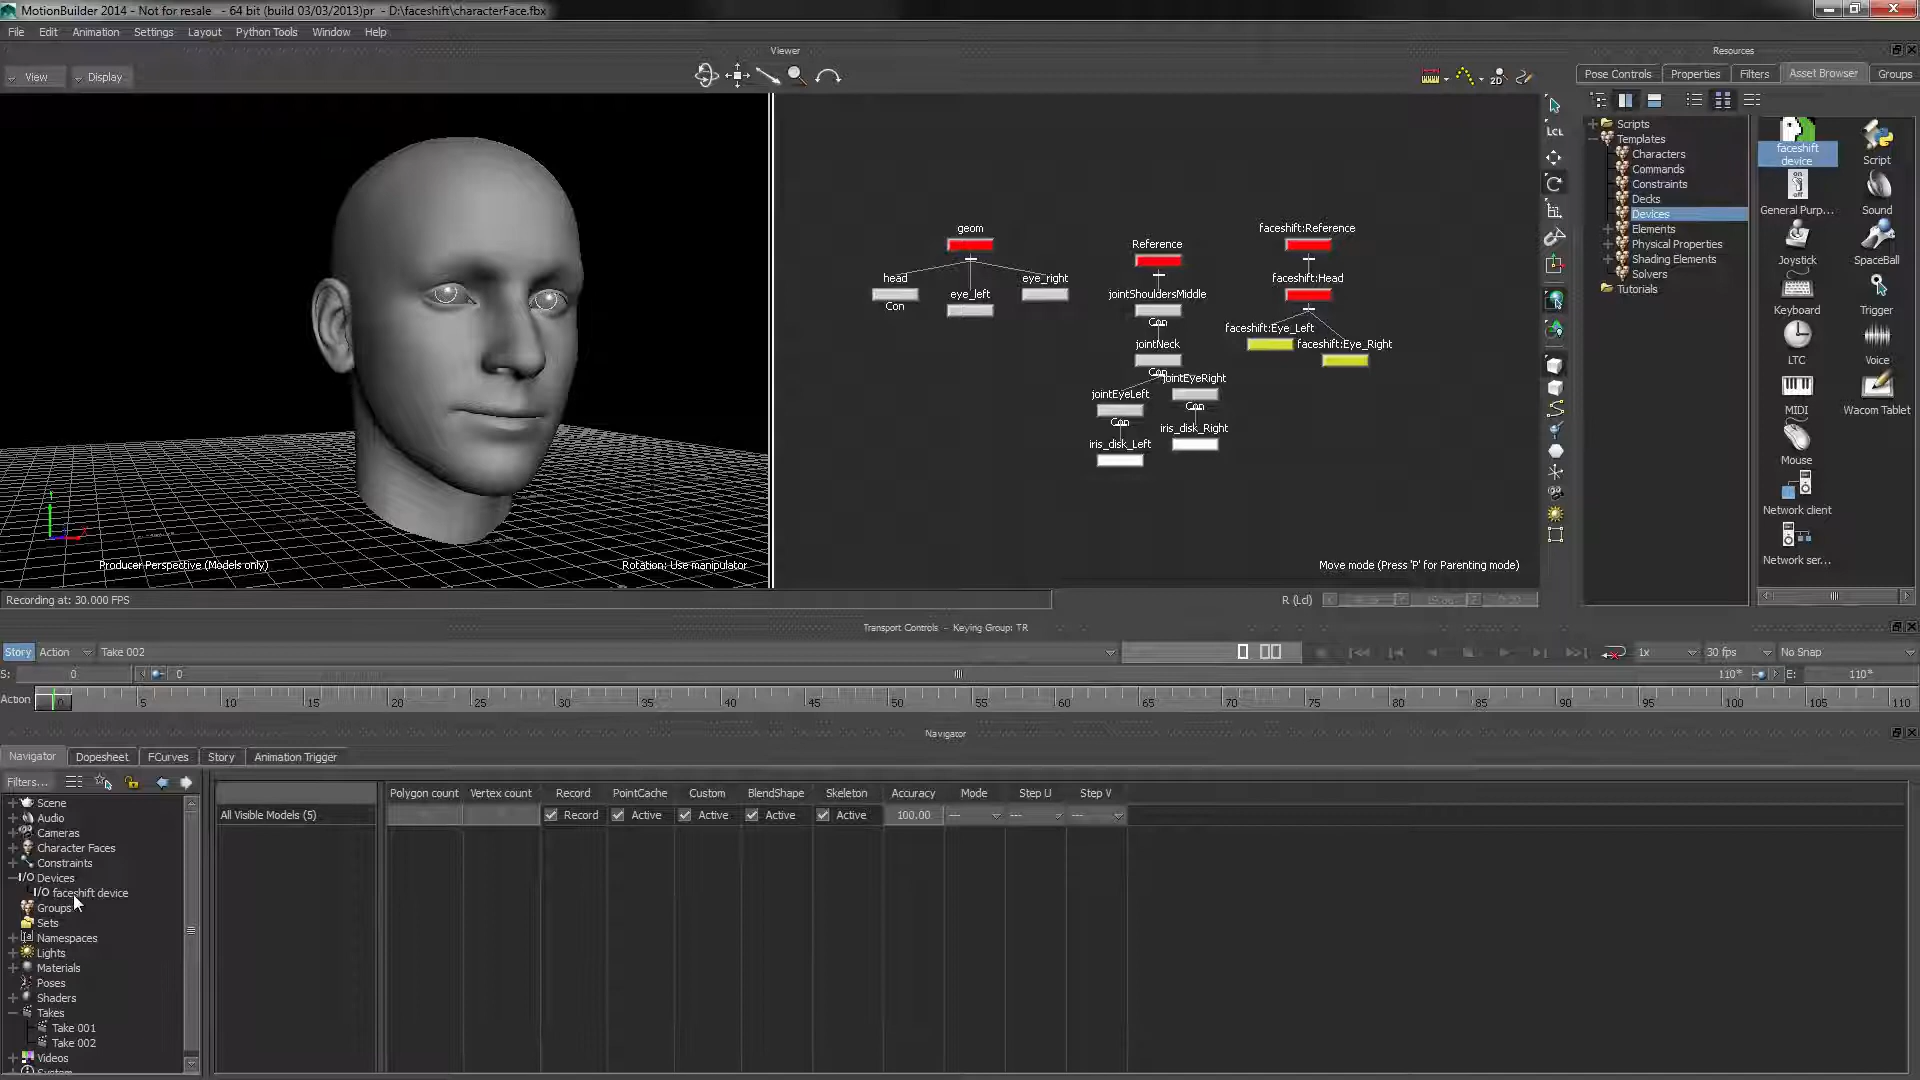 MotionBuilder 2014 - Not for resale - 64 bit (build 03/03/2013)pr - D:\faceshift\characterFace.fbx
File Edit Animation Settings Layout Python Tools Window Help
Viewer
Resources
View Display
2D
Pose Controls Properties Filters Asset Browser Groups
LCL
Scripts
Templates
Characters
Commands
Constraints
Decks
Devices
Elements
Physical Properties
Shading Elements
Solvers
Tutorials
faceshift device
Script
General Purp...
Sound
Joystick
SpaceBall
Keyboard
Trigger
LTC
Voice
MIDI
Wacom Tablet
Mouse
Network client
Network ser...
geom
head
Con
eye_left
eye_right
Reference
jointShouldersMiddle
Con
jointNeck
Con
jointEyeLeft
Con
jointEyeRight
Con
iris_disk_Left
iris_disk_Right
faceshift:Reference
faceshift:Head
faceshift:Eye_Left
faceshift:Eye_Right
Producer Perspective (Models only)
Rotation: Use manipulator
Move mode (Press 'P' for Parenting mode)
Recording at: 30.000 FPS
R (Lcl)
Transport Controls - Keying Group: TR
Story Action Take 002
1x 30 fps No Snap
S: 0 0 110* E: 110*
Action 0 5 10 15 20 25 30 35 40 45 50 55 60 65 70 75 80 85 90 95 100 105 110
Navigator
Navigator Dopesheet FCurves Story Animation Trigger
Filters...
Scene
Audio
Cameras
Character Faces
Constraints
I/O Devices
I/O faceshift device
Groups
Sets
Namespaces
Lights
Materials
Poses
Shaders
Takes
Take 001
Take 002
Videos
System
Polygon count Vertex count Record PointCache Custom BlendShape Skeleton Accuracy Mode Step U Step V
All Visible Models (5) Record Active Active Active Active 100.00 --- --- ---